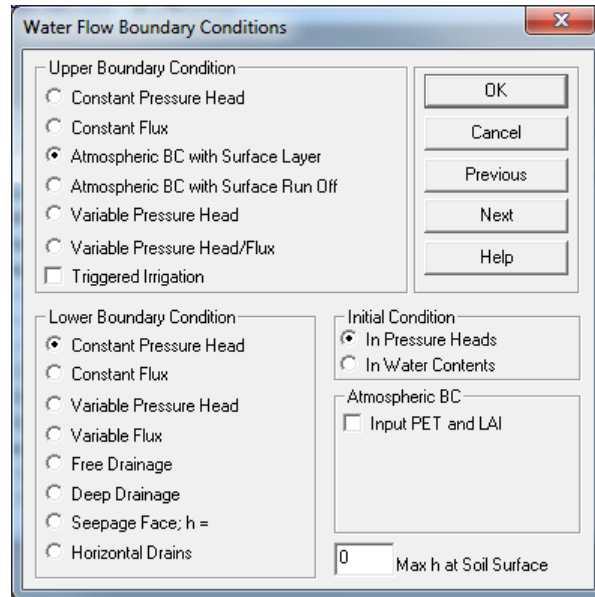 Water Flow Boundary Conditions
x
Upper Boundary Condition
Constant Pressure Head
Constant Flux
Atmospheric BC with Surface Layer
Atmospheric BC with Surface Run Off
Variable Pressure Head
Variable Pressure Head/Flux
Triggered Irrigation
OK
Cancel
Previous
Next
Help
Lower Boundary Condition
Constant Pressure Head
Constant Flux
Variable Pressure Head
Variable Flux
Free Drainage
Deep Drainage
Seepage Face; h =
Horizontal Drains
Initial Condition
In Pressure Heads
In Water Contents
Atmospheric BC
Input PET and LAI
0 Max h at Soil Surface